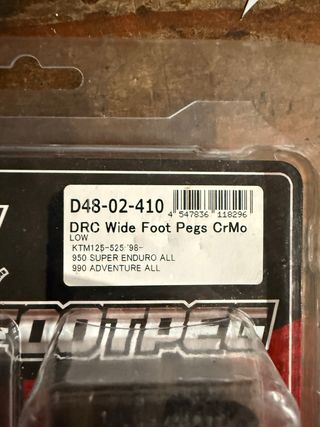 D48-02-410
4 547836 118296
DRC Wide Foot Pegs CrMo
LOW
KTM125-525 '98-
950 SUPER ENDURO ALL
990 ADVENTURE ALL
FOOTPEG